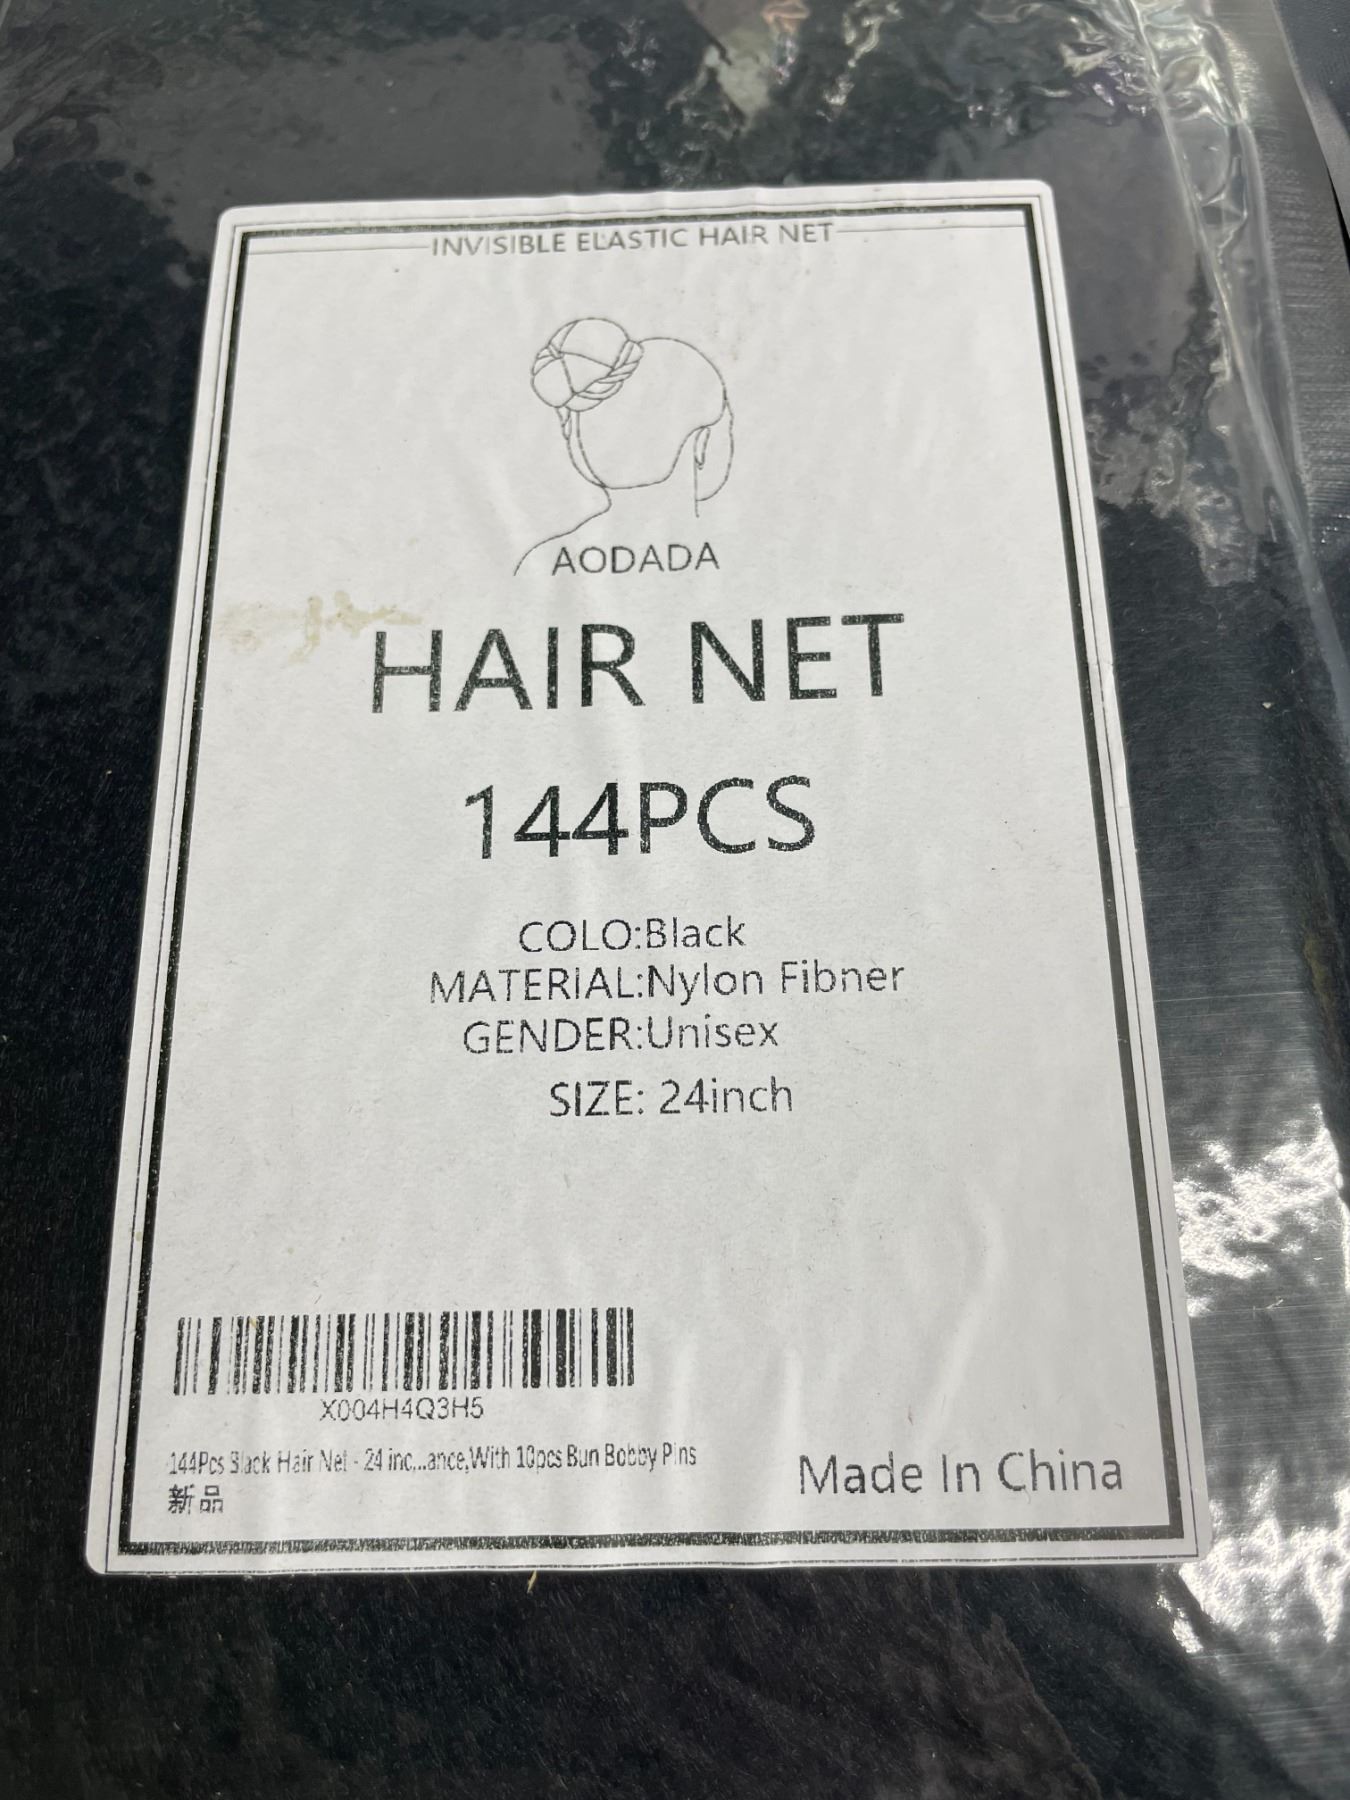 INVISIBLE ELASTIC HAIR NET
AODADA
HAIR NET
144PCS
COLO:Black
MATERIAL:Nylon Fibner
GENDER:Unisex
SIZE: 24inch
X004H4Q3H5
144Pcs Black Hair Net - 24 inc...ance,With 10pcs Bun Bobby Pins
新品
Made In China